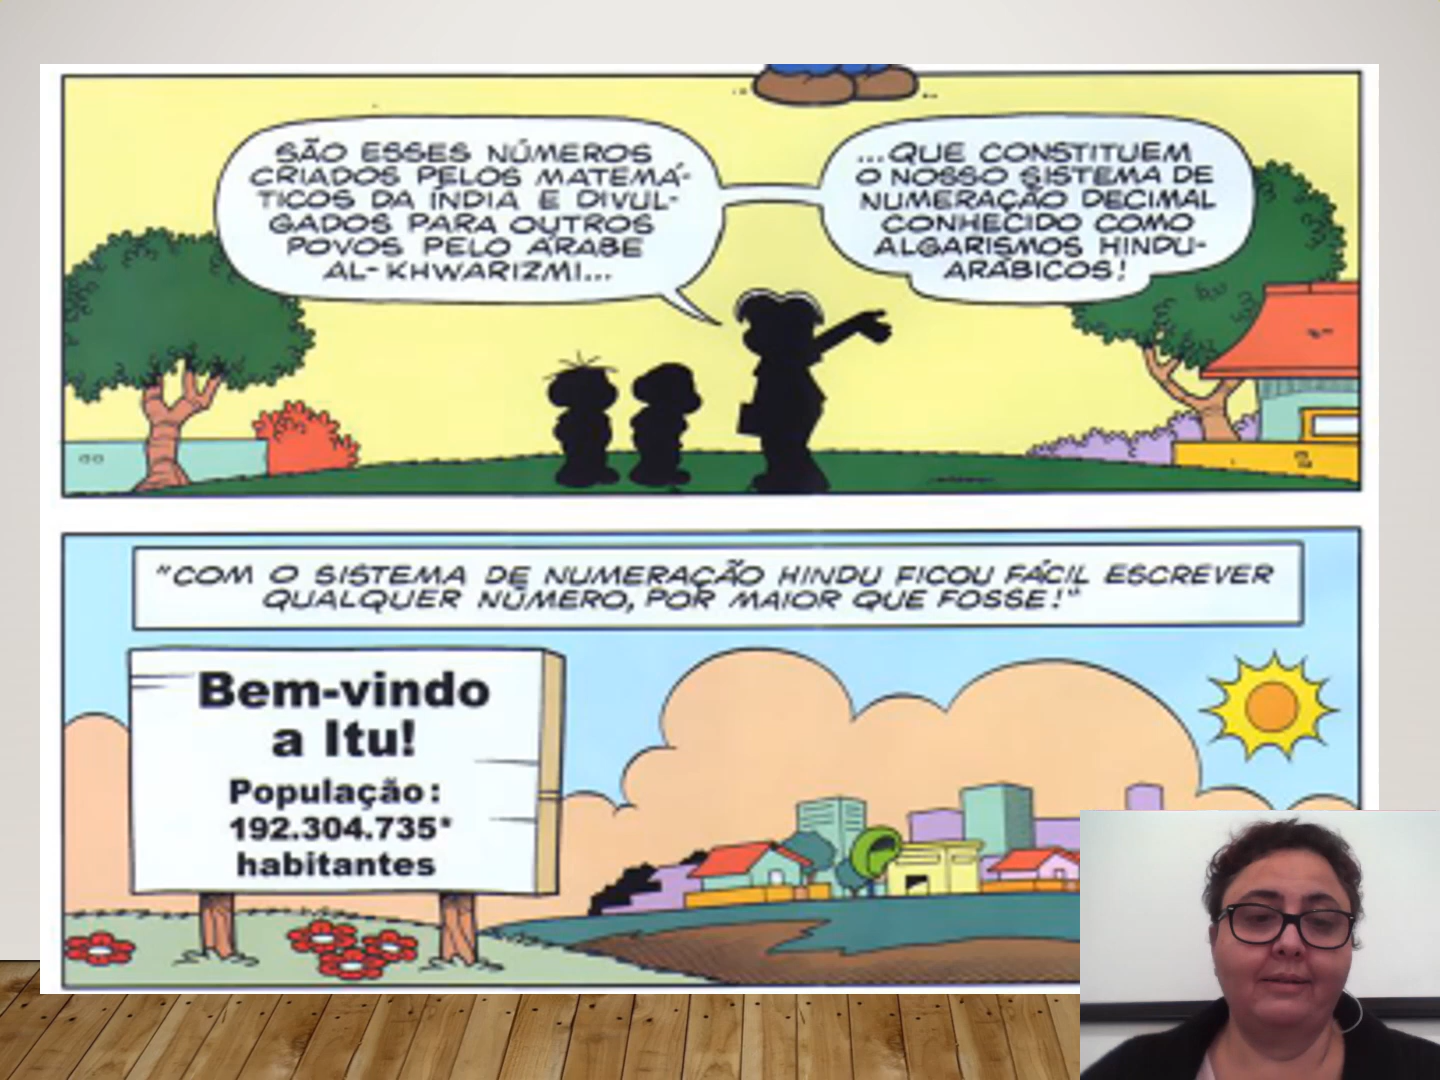 SÃO ESSES NÚMEROS
CRIADOS PELOS MATEMÁ-
TICOS DA ÍNDIA E DIVUL-
GADOS PARA OUTROS
POVOS PELO ÁRABE
AL-KHWARIZMI...
...QUE CONSTITUEM
O NOSSO SISTEMA DE
NUMERAÇÃO DECIMAL
CONHECIDO COMO
ALGARISMOS HINDU-
ARÁBICOS!
"COM O SISTEMA DE NUMERAÇÃO HINDU FICOU FÁCIL ESCREVER
QUALQUER NÚMERO, POR MAIOR QUE FOSSE!"
Bem-vindo
a Itu!
População:
192.304.735*
habitantes